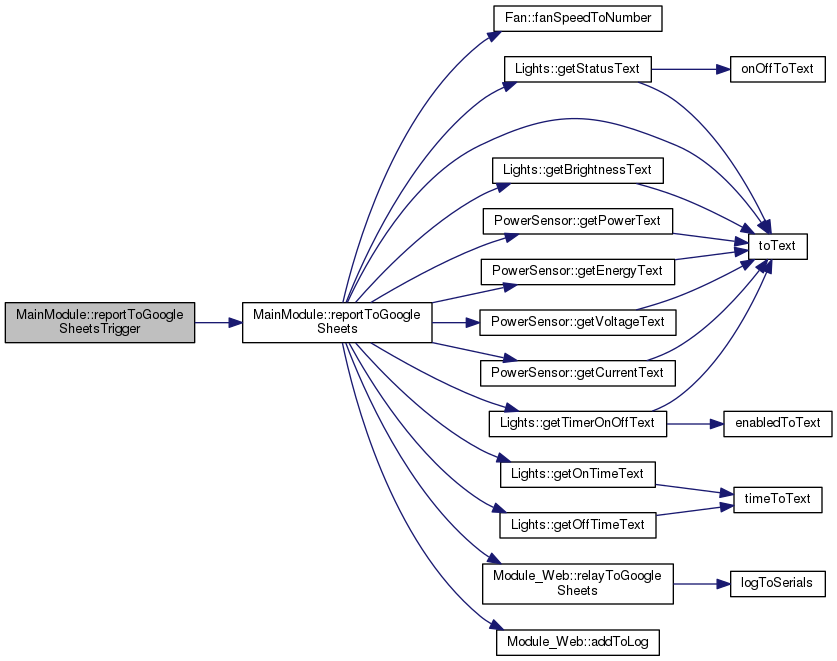 MainModule::reportToGoogle
SheetsTrigger
MainModule::reportToGoogle
Sheets
Fan::fanSpeedToNumber
Lights::getStatusText
Lights::getBrightnessText
PowerSensor::getPowerText
PowerSensor::getEnergyText
PowerSensor::getVoltageText
PowerSensor::getCurrentText
Lights::getTimerOnOffText
Lights::getOnTimeText
Lights::getOffTimeText
Module_Web::relayToGoogle
Sheets
Module_Web::addToLog
onOffToText
toText
enabledToText
timeToText
logToSerials